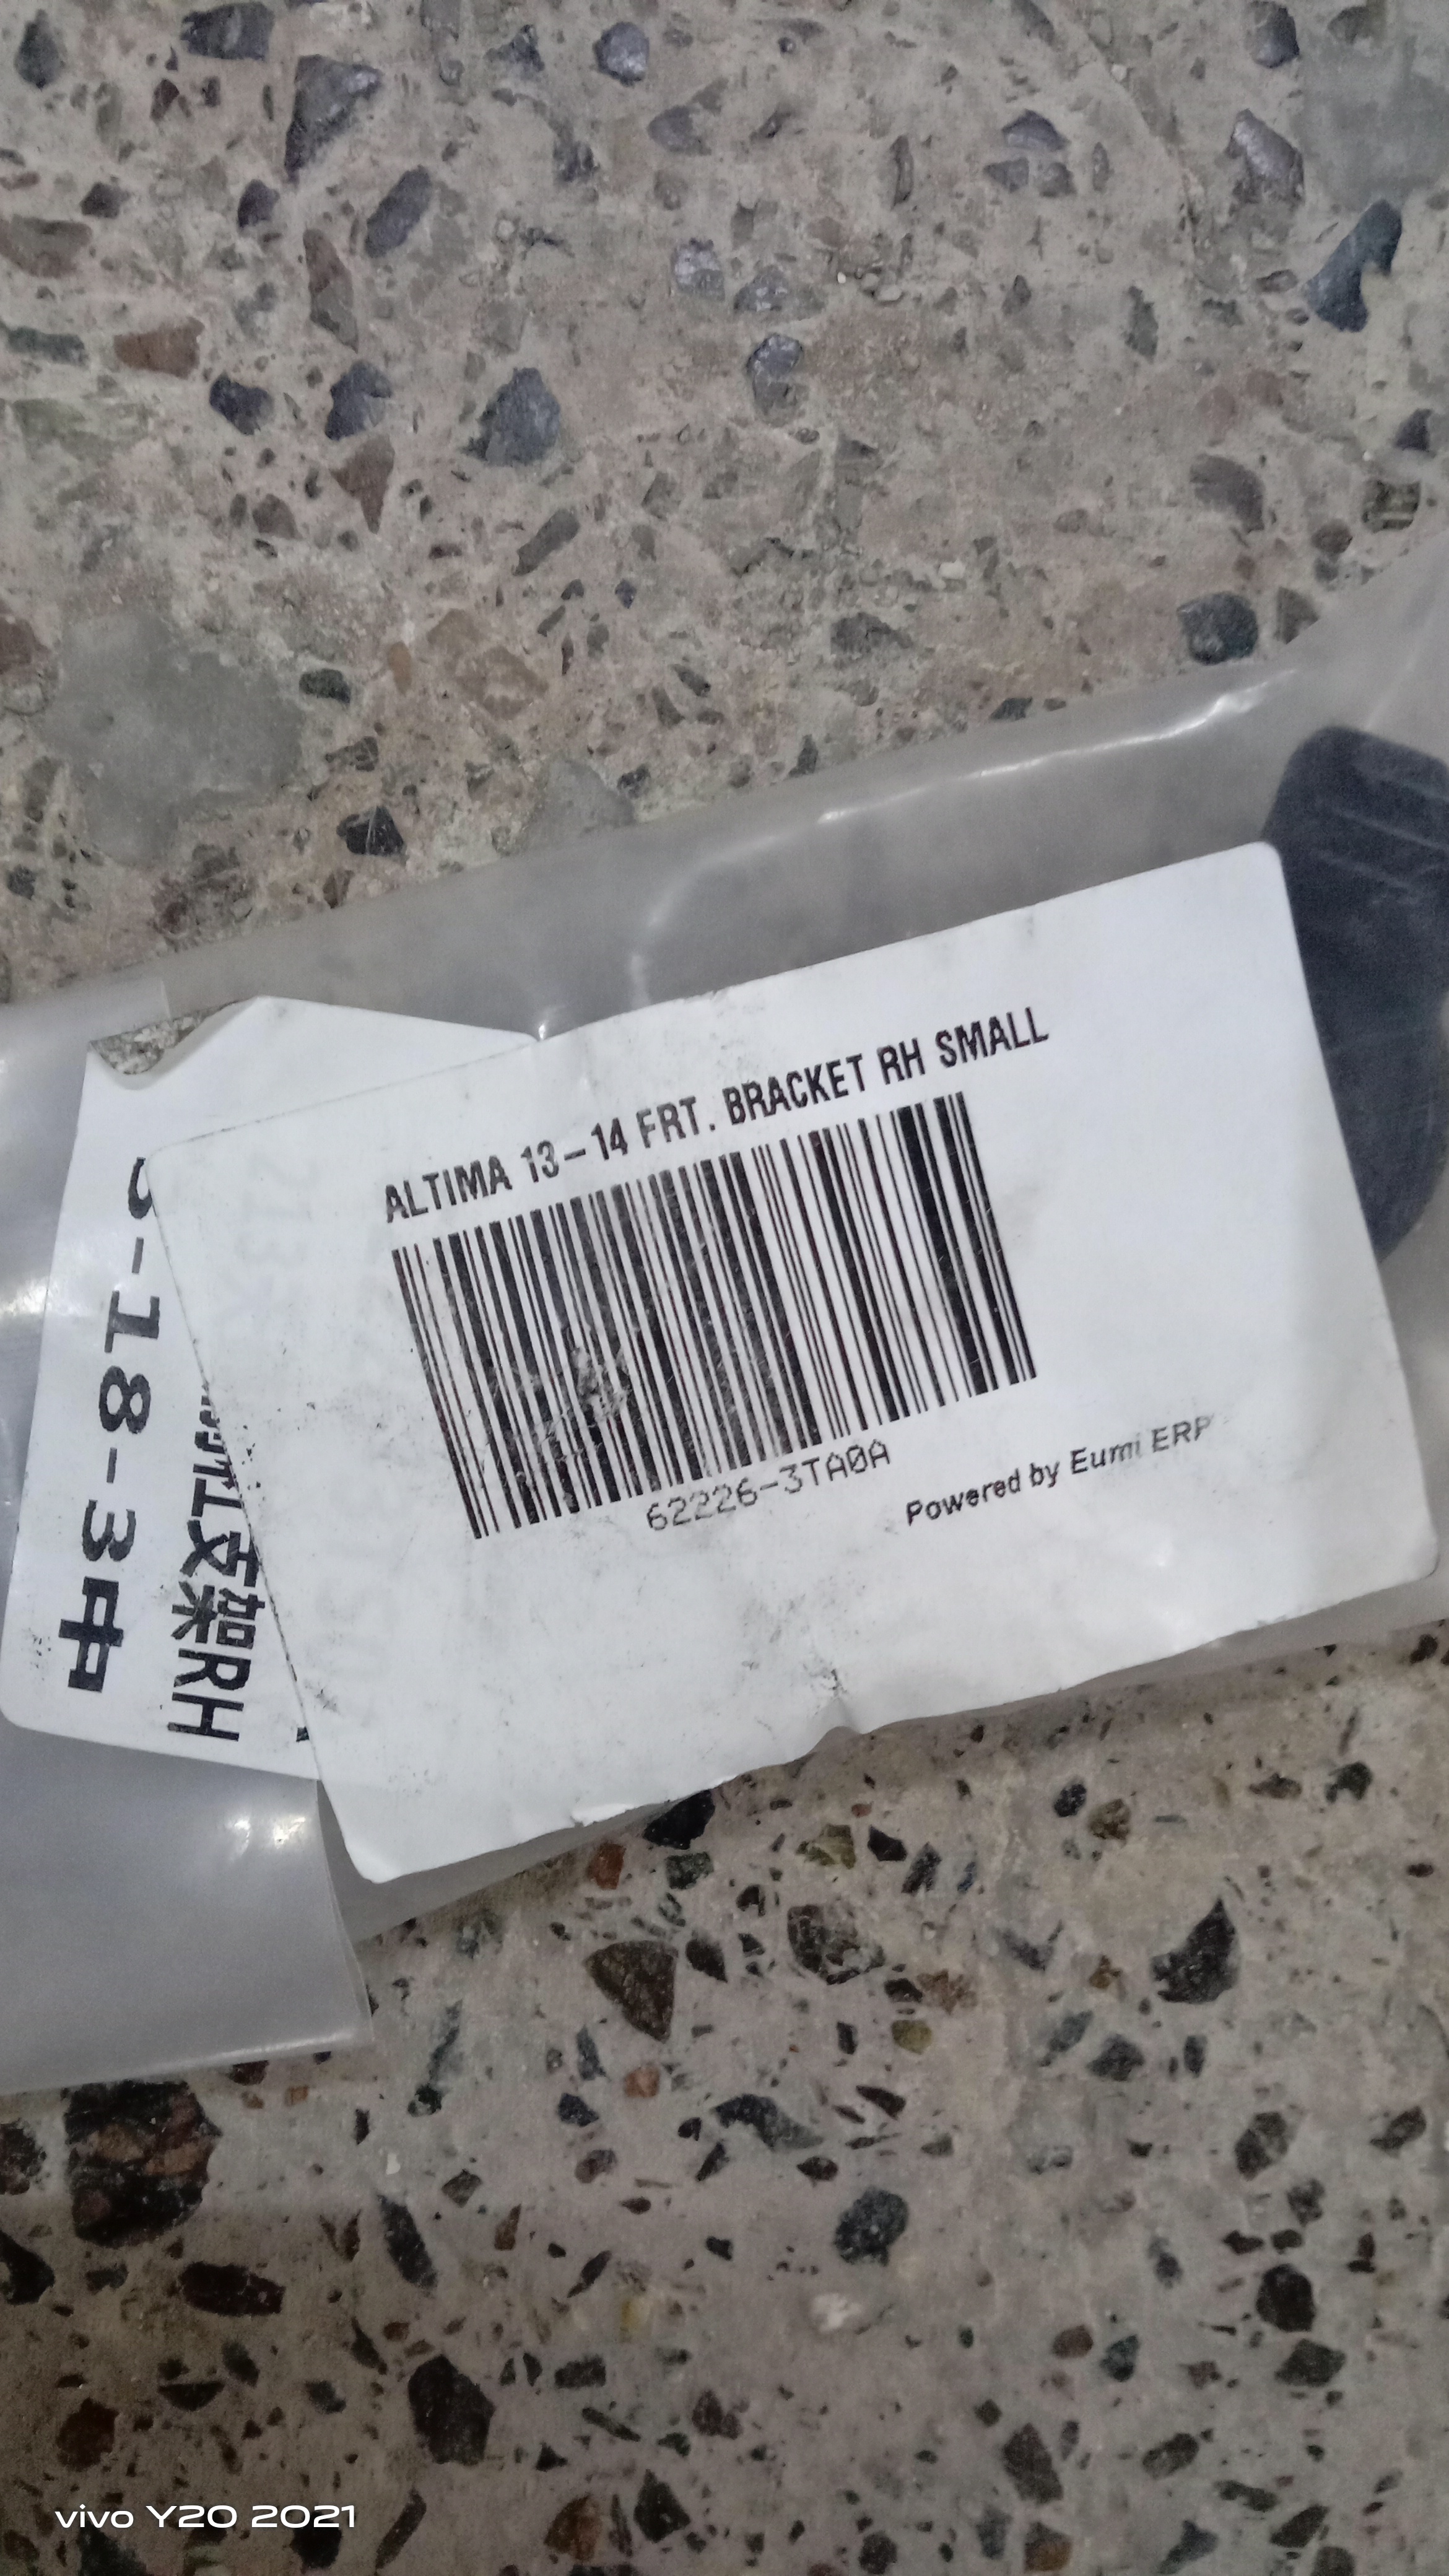 ALTIMA 13-14 FRT. BRACKET RH SMALL
62226-3TA0A
Powered by Eumi ERP
-18-3中
支架RH
vivo Y20 2021